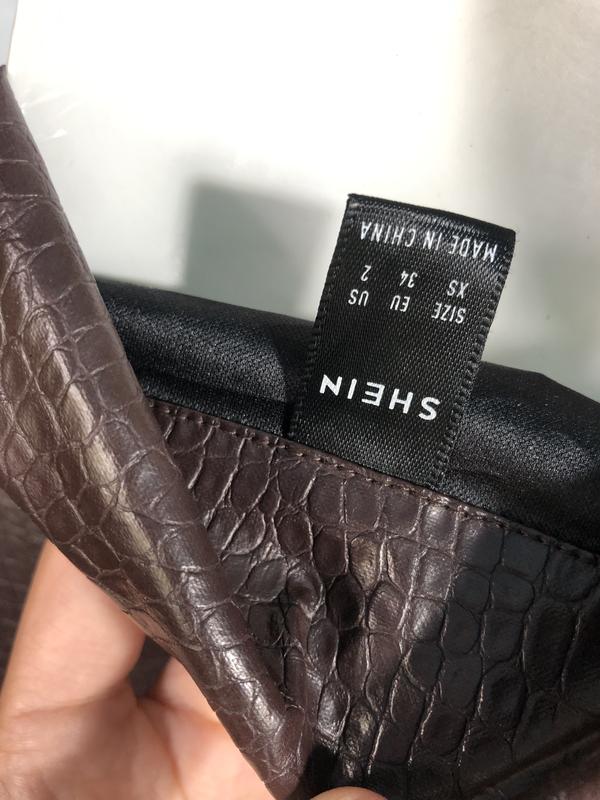 SHEIN
SIZE EU US
XS 34 2
MADE IN CHINA